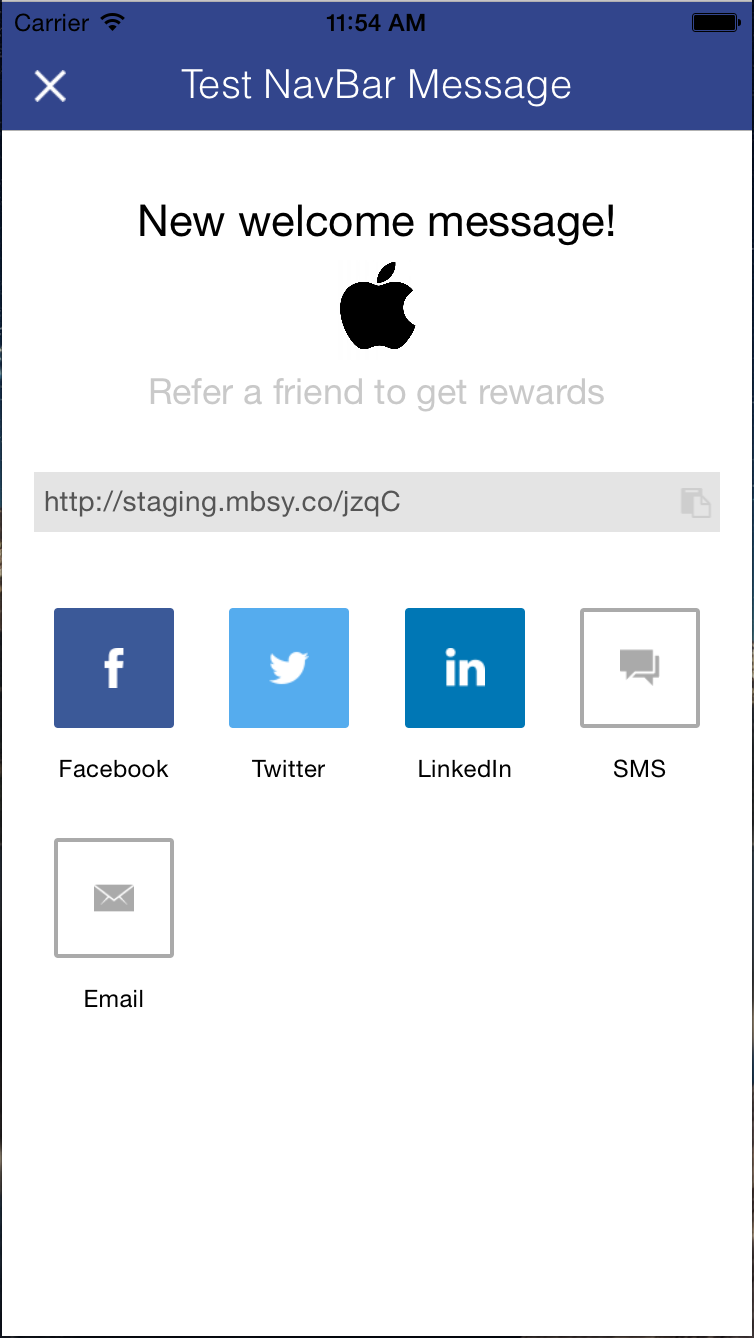 Carrier 11:54 AM
Test NavBar Message
New welcome message!
Refer a friend to get rewards
http://staging.mbsy.co/jzqC
f in
Facebook Twitter LinkedIn SMS
Email